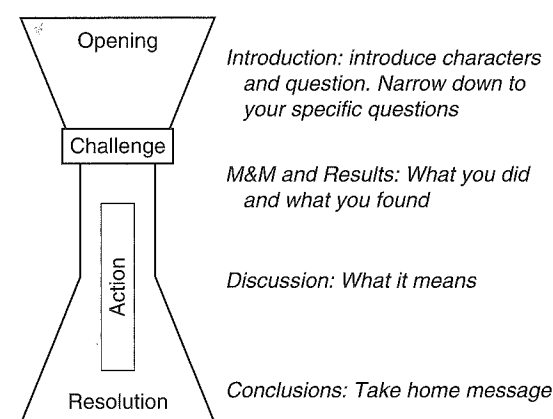 Opening
Introduction: introduce characters
and question. Narrow down to
your specific questions
Challenge
M&M and Results: What you did
and what you found
Action
Discussion: What it means
Resolution
Conclusions: Take home message